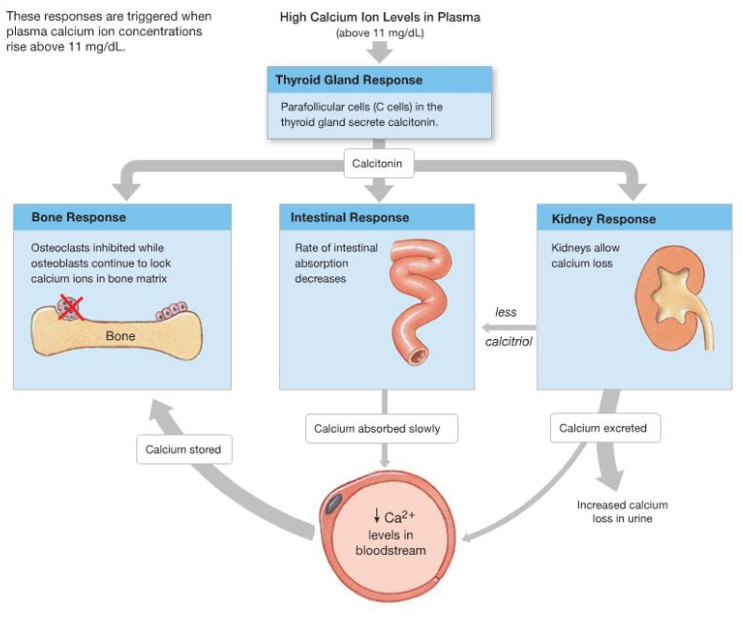 These responses are triggered when
plasma calcium ion concentrations
rise above 11 mg/dL.
High Calcium Ion Levels in Plasma
(above 11 mg/dL)
Thyroid Gland Response
Parafollicular cells (C cells) in the
thyroid gland secrete calcitonin.
Calcitonin
Bone Response
Osteoclasts inhibited while
osteoblasts continue to lock
calcium ions in bone matrix
Bone
Intestinal Response
Rate of intestinal
absorption
decreases
less
calcitriol
Kidney Response
Kidneys allow
calcium loss
Calcium stored
Calcium absorbed slowly
Calcium excreted
Increased calcium
loss in urine
↓ Ca2+
levels in
bloodstream